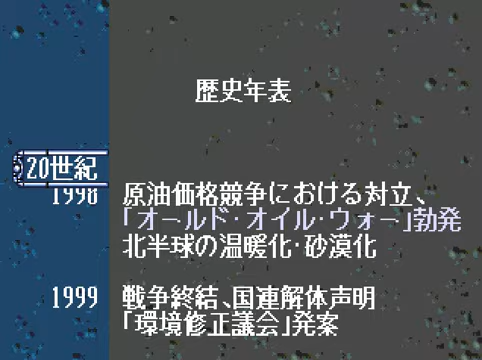 歴史年表
20世紀
1998 原油価格競争における対立、
「オールド・オイル・ウォー」勃発
北半球の温暖化・砂漠化
1999 戦争終結、国連解体声明
「環境修正議会」発案